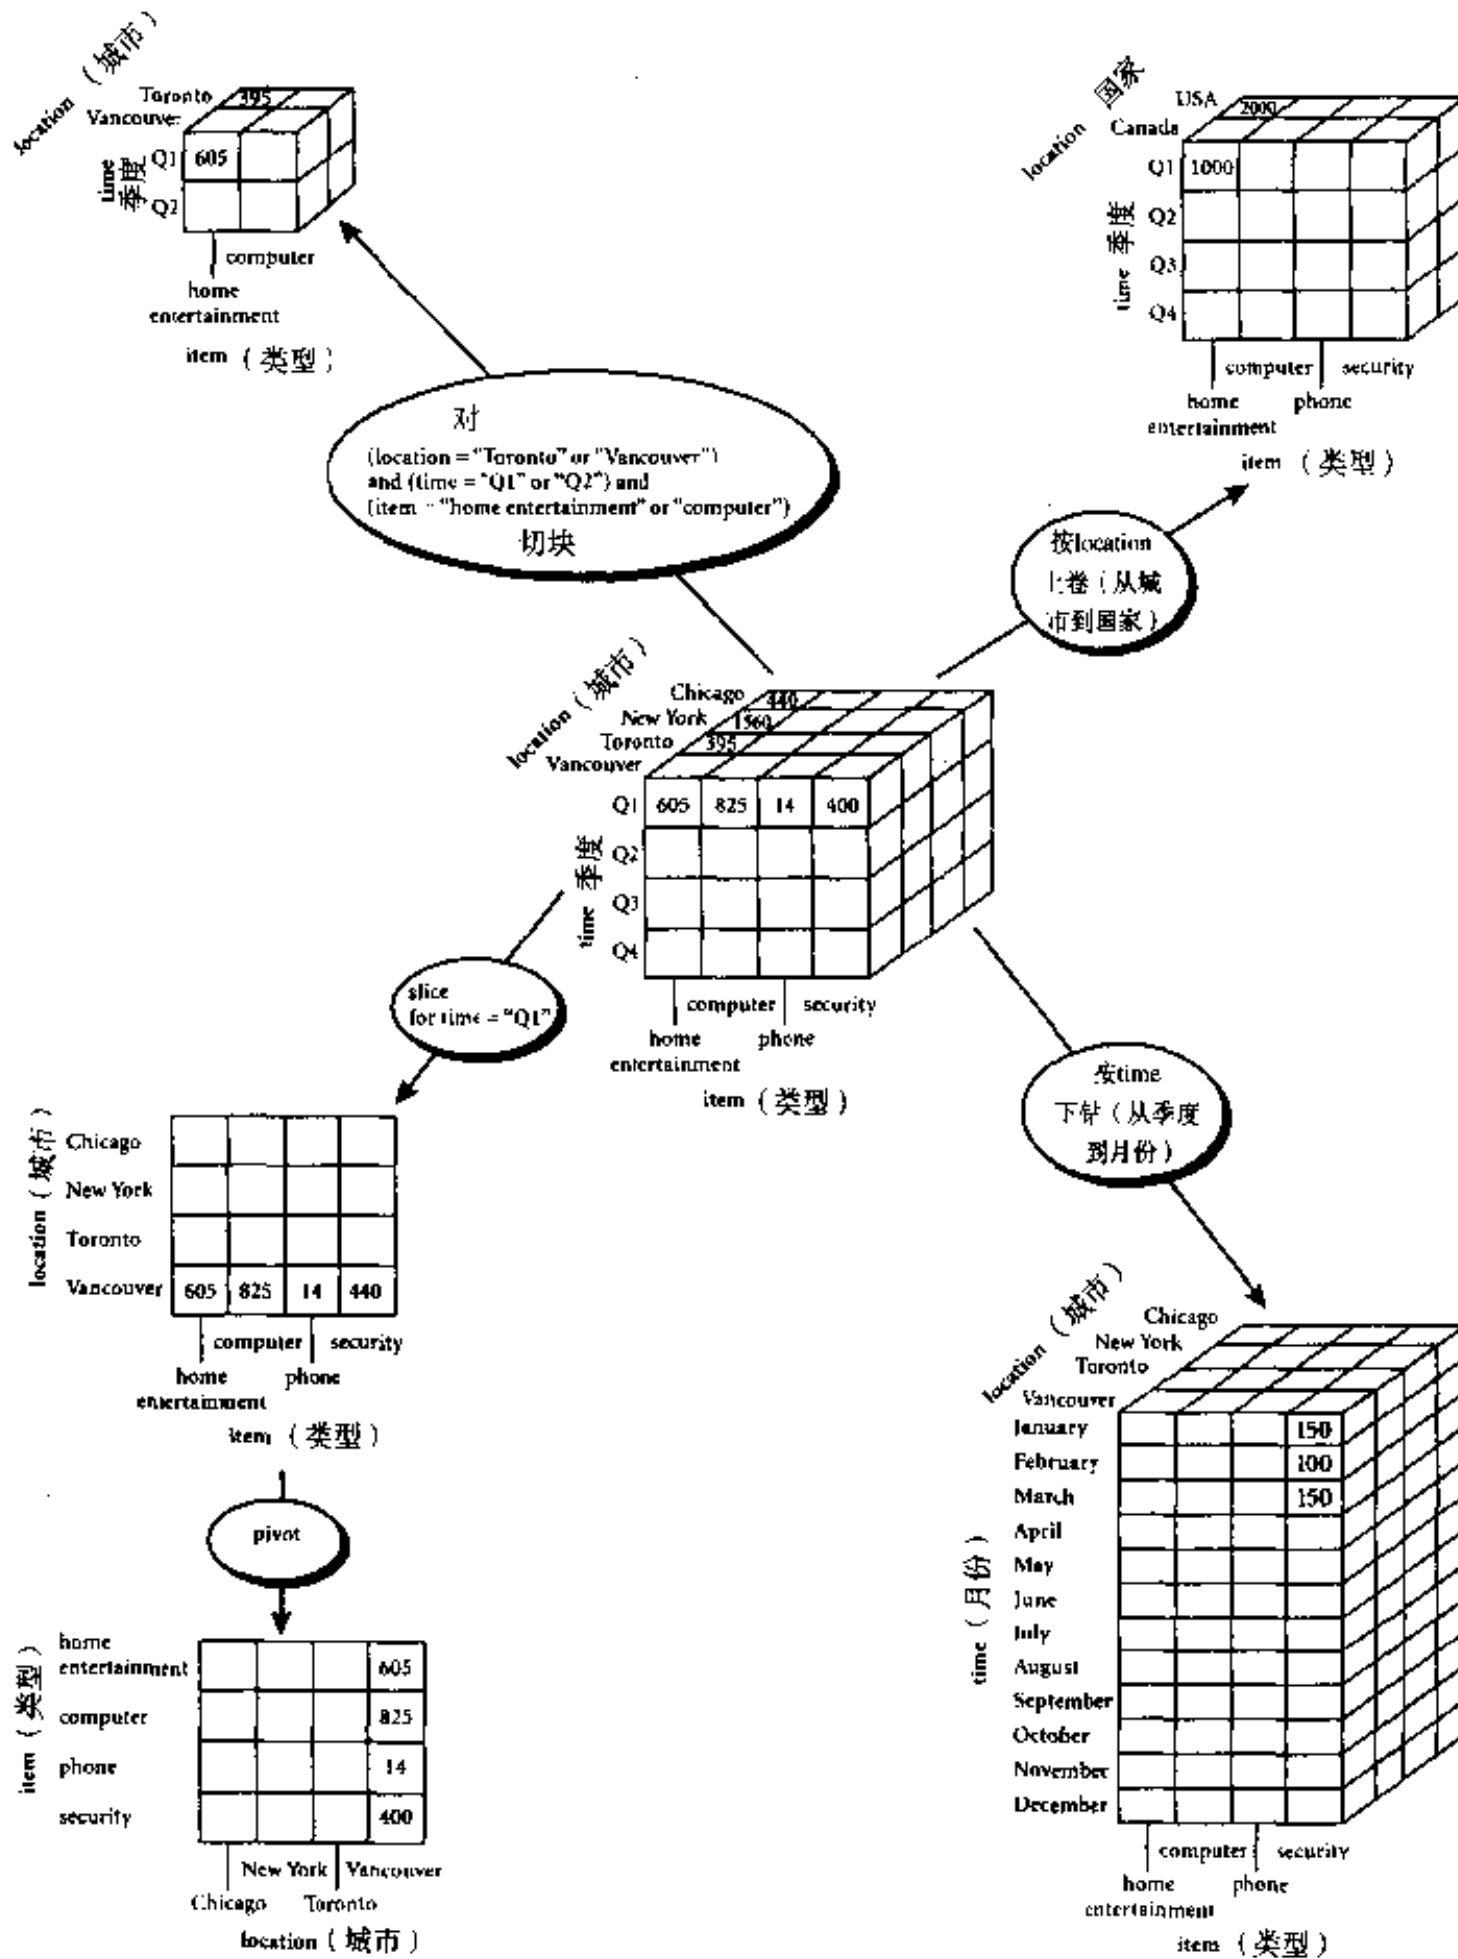 location（城市）
Toronto 395
Vancouver
Q1 605
time 季度
Q2
computer
home
entertainment
item（类型）
location 国家
USA 2000
Canada
Q1 1000
Q2
time 季度
Q3
Q4
computer security
home phone
entertainment
item（类型）
对
(location = “Toronto” or “Vancouver”)
and (time = “Q1” or “Q2”) and
(item = “home entertainment” or “computer”)
切块
按location
上卷（从城
市到国家）
location（城市）
Chicago 440
New York 1560
Toronto 395
Vancouver
Q1 605 825 14 400
Q2
time 季度
Q3
Q4
computer security
home phone
entertainment
item（类型）
slice
for time = “Q1”
按time
下钻（从季度
到月份）
location（城市）
Chicago
New York
Toronto
Vancouver 605 825 14 440
computer security
home phone
entertainment
item（类型）
pivot
item（类型）
home
entertainment 605
computer 825
phone 14
security 400
New York Vancouver
Chicago Toronto
location（城市）
location（城市）
Chicago
New York
Toronto
Vancouver
January 150
February 100
March 150
April
May
June
July
August
September
October
November
December
time（月份）
computer security
home phone
entertainment
item（类型）